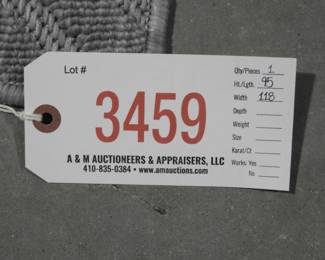 Lot #
3459
A & M AUCTIONEERS & APPRAISERS, LLC
410-835-0384 • www.amauctions.com
Qty/Pieces 1
Ht./Lgth. 95
Width 118
Depth
Weight
Size
Karat/Ct
Works: Yes
No